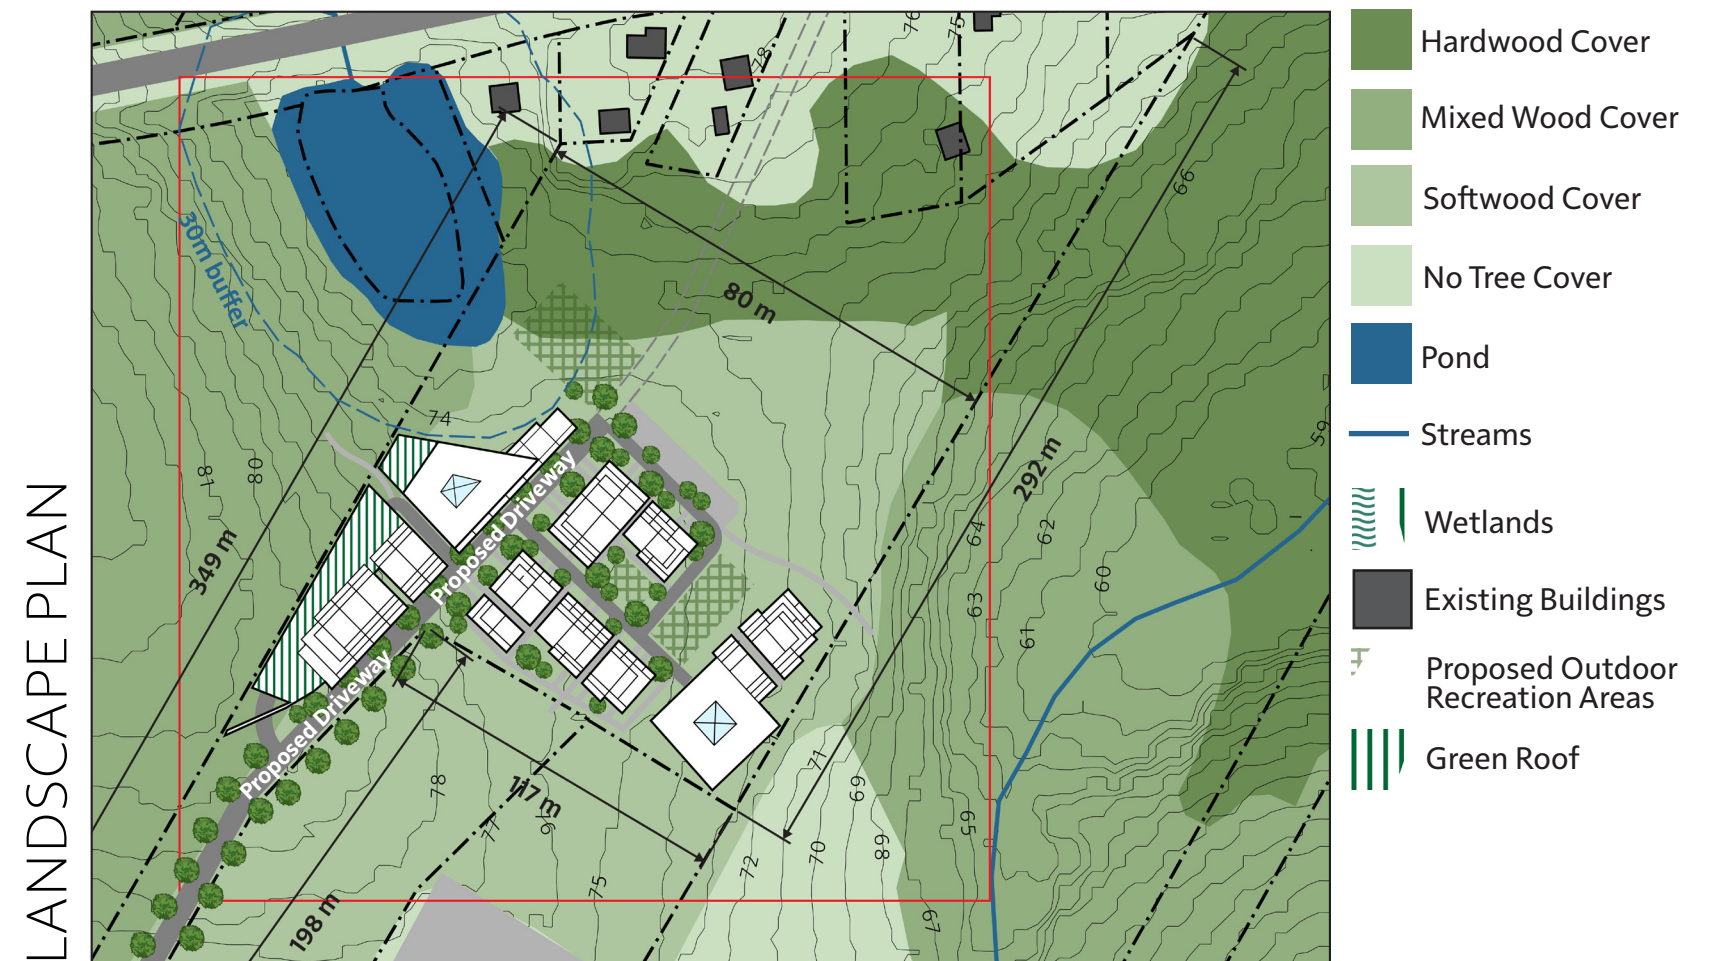 LANDSCAPE PLAN
76
75
78
66
30m buffer
80 m
59
74
81
80
349 m
292 m
64
62
63
60
61
Proposed Driveway
Proposed Driveway
78
77
117 m
71
69
65
72
70
68
75
67
198 m
Hardwood Cover
Mixed Wood Cover
Softwood Cover
No Tree Cover
Pond
Streams
Wetlands
Existing Buildings
Proposed Outdoor
Recreation Areas
Green Roof